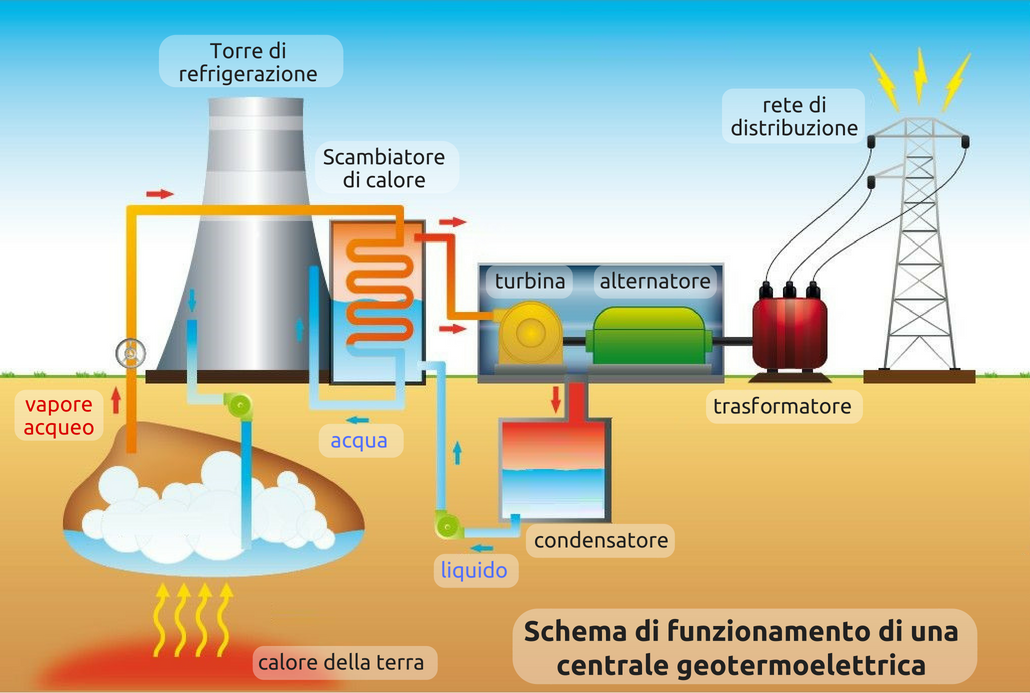 Torre di
refrigerazione
rete di
distribuzione
Scambiatore
di calore
turbina
alternatore
vapore
acqueo
trasformatore
acqua
condensatore
liquido
Schema di funzionamento di una
centrale geotermoelettrica
calore della terra